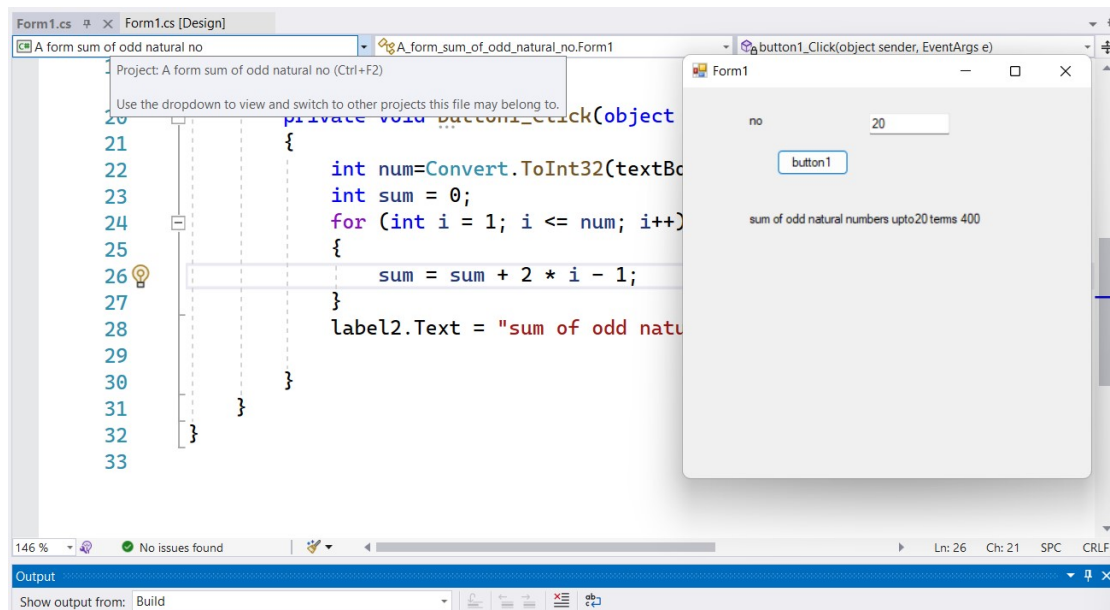 Form1.cs Form1.cs [Design]
A form sum of odd natural no A_form_sum_of_odd_natural_no.Form1 button1_Click(object sender, EventArgs e)
Project: A form sum of odd natural no (Ctrl+F2)
Use the dropdown to view and switch to other projects this file may belong to.
20 private void button1_Click(object
21 {
22 int num=Convert.ToInt32(textBo
23 int sum = 0;
24 for (int i = 1; i <= num; i++)
25 {
26 sum = sum + 2 * i - 1;
27 }
28 label2.Text = "sum of odd natu
29
30 }
31 }
32 }
33
Form1
no 20
button1
sum of odd natural numbers upto20 terms 400
146 % No issues found Ln: 26 Ch: 21 SPC CRLF
Output
Show output from: Build